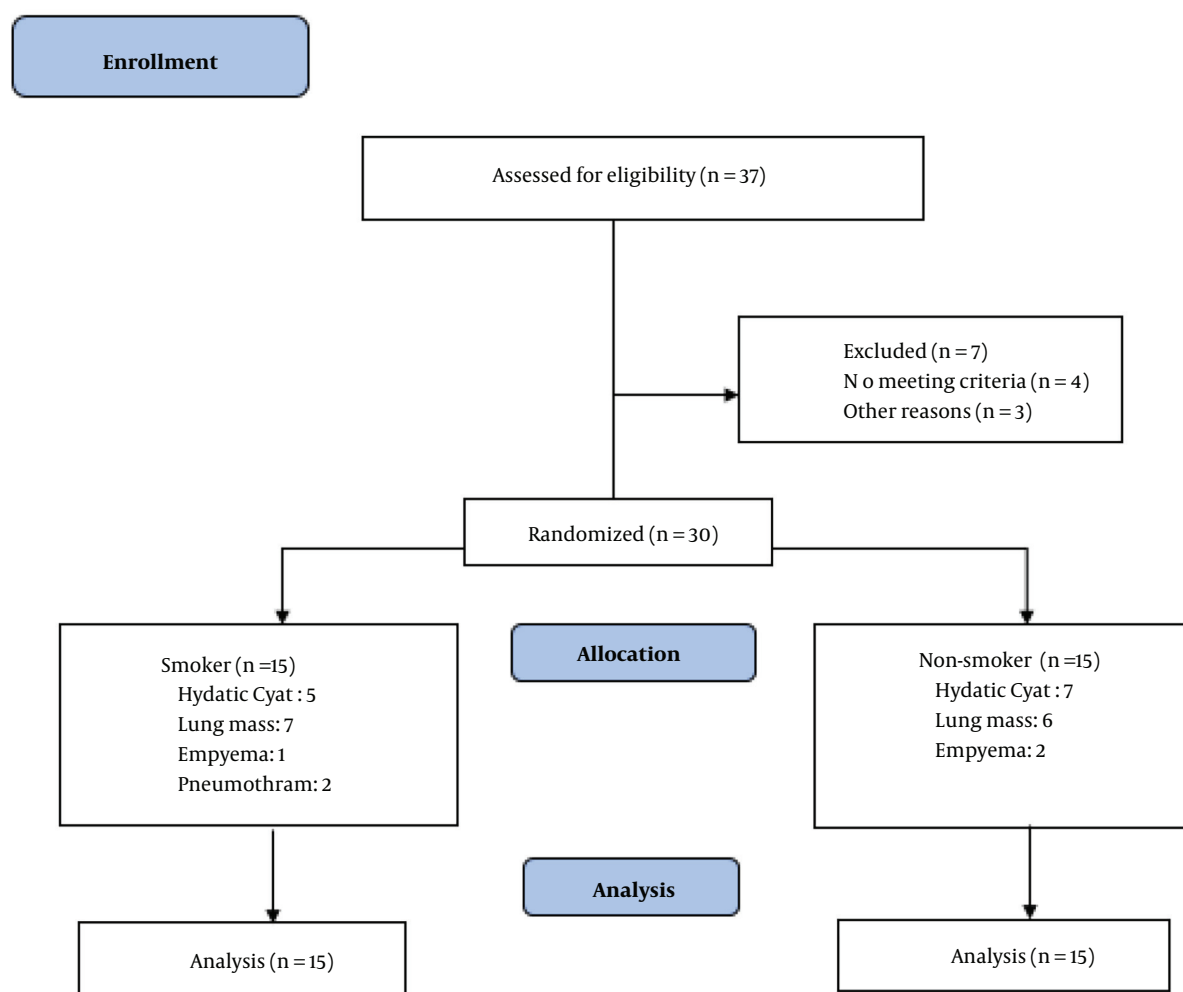 Enrollment
Assessed for eligibility (n = 37)
Excluded (n = 7)
N o meeting criteria (n = 4)
Other reasons (n = 3)
Randomized (n = 30)
Smoker (n =15)
Hydatic Cyat : 5
Lung mass: 7
Empyema: 1
Pneumothram: 2
Allocation
Non-smoker (n =15)
Hydatic Cyat : 7
Lung mass: 6
Empyema: 2
Analysis
Analysis (n = 15)
Analysis (n = 15)